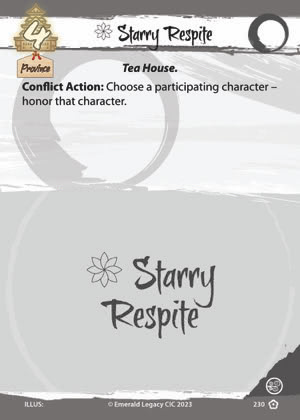 4
Starry Respite
Province
Tea House.
Conflict Action: Choose a participating character –
honor that character.
Starry
Respite
ILLUS: © Emerald Legacy CIC 2023 230